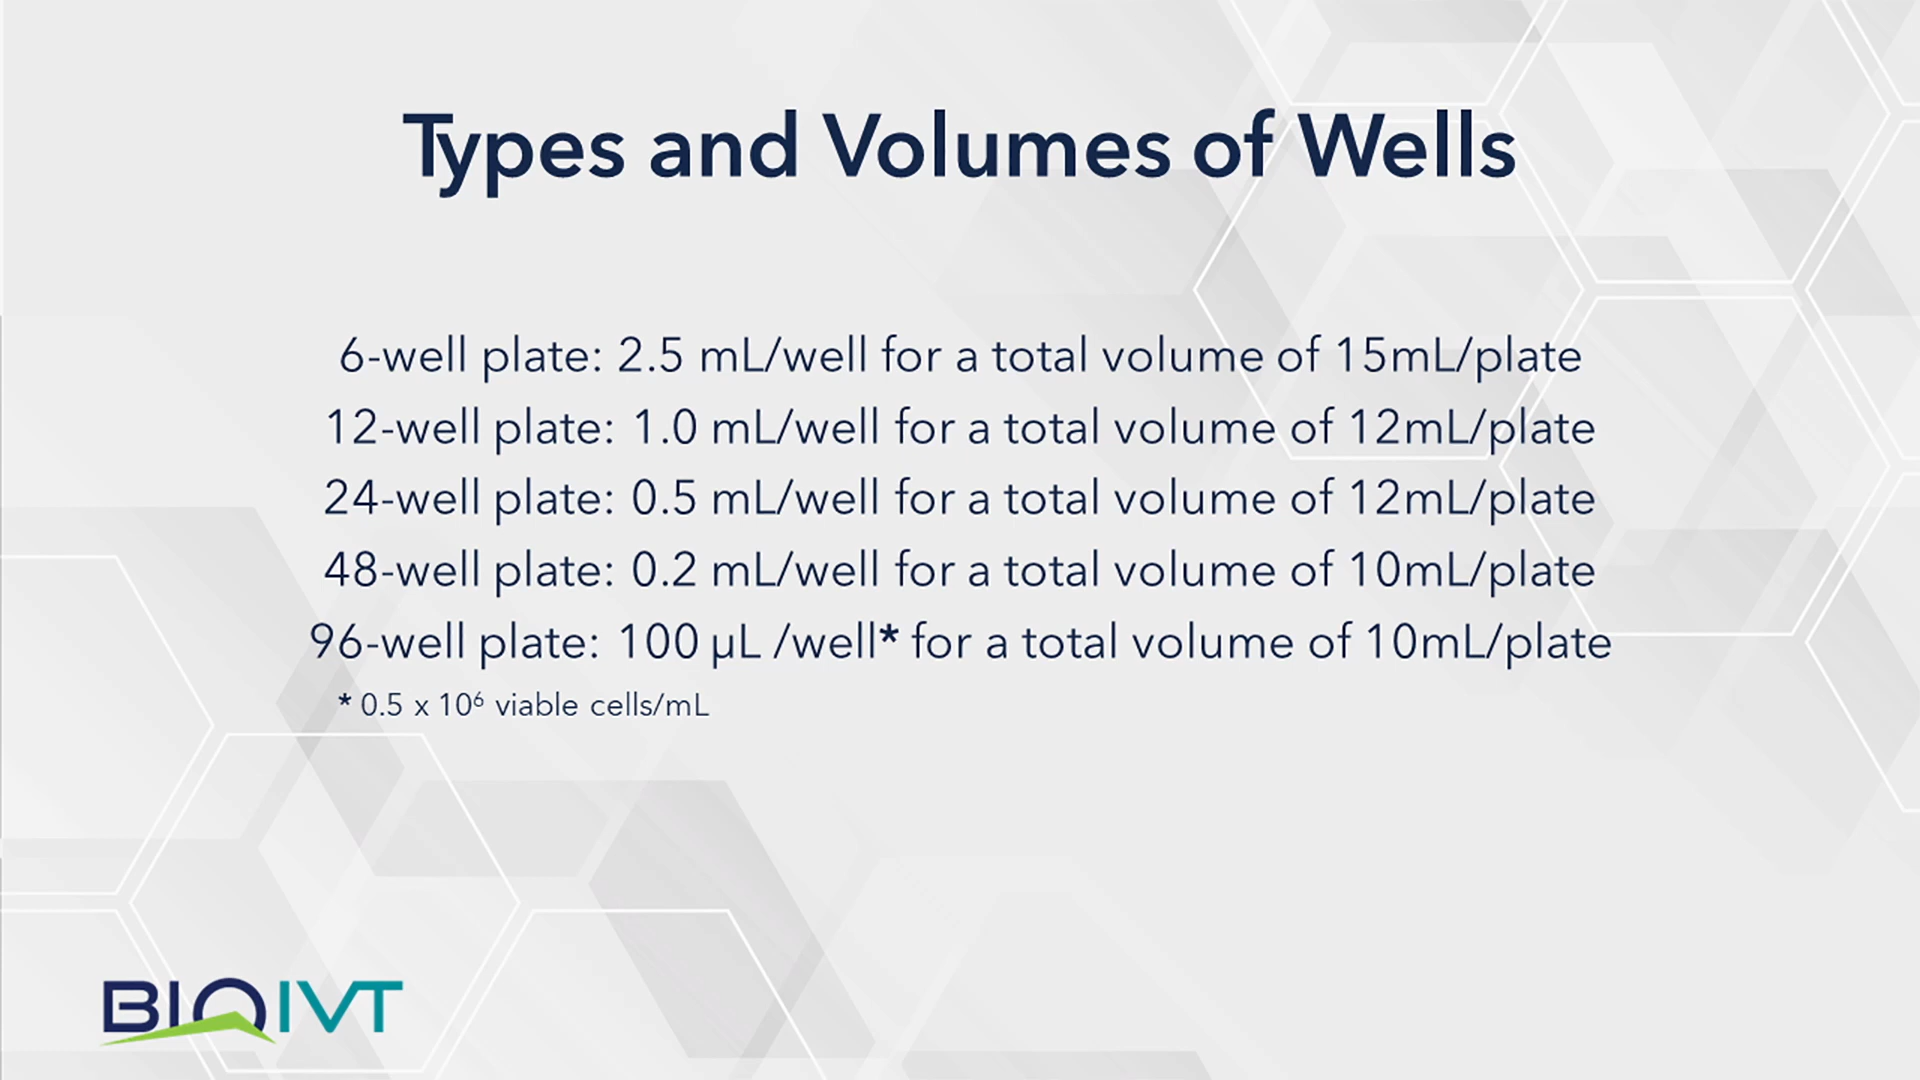 Types and Volumes of Wells
6-well plate: 2.5 mL/well for a total volume of 15mL/plate
12-well plate: 1.0 mL/well for a total volume of 12mL/plate
24-well plate: 0.5 mL/well for a total volume of 12mL/plate
48-well plate: 0.2 mL/well for a total volume of 10mL/plate
96-well plate: 100 µL /well* for a total volume of 10mL/plate
* 0.5 x 10⁶ viable cells/mL
BIOIVT